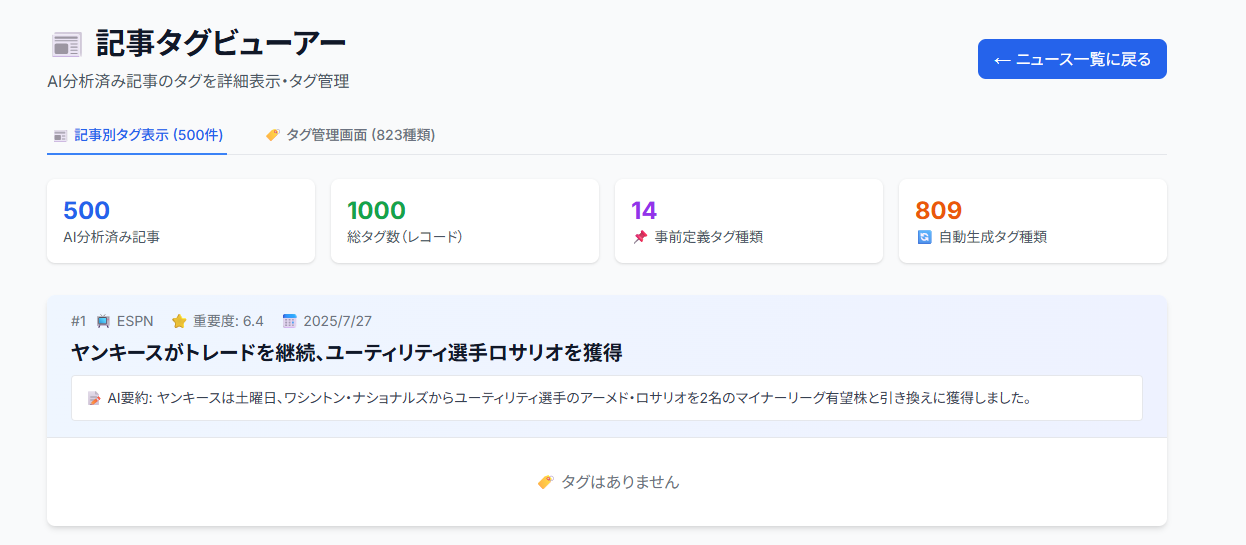 記事タグビューアー
← ニュース一覧に戻る
AI分析済み記事のタグを詳細表示・タグ管理
記事別タグ表示 (500件)
タグ管理画面 (823種類)
500
AI分析済み記事
1000
総タグ数（レコード）
14
事前定義タグ種類
809
自動生成タグ種類
#1 ESPN 重要度: 6.4 2025/7/27
ヤンキースがトレードを継続、ユーティリティ選手ロサリオを獲得
AI要約: ヤンキースは土曜日、ワシントン・ナショナルズからユーティリティ選手のアーメド・ロサリオを2名のマイナーリーグ有望株と引き換えに獲得しました。
タグはありません